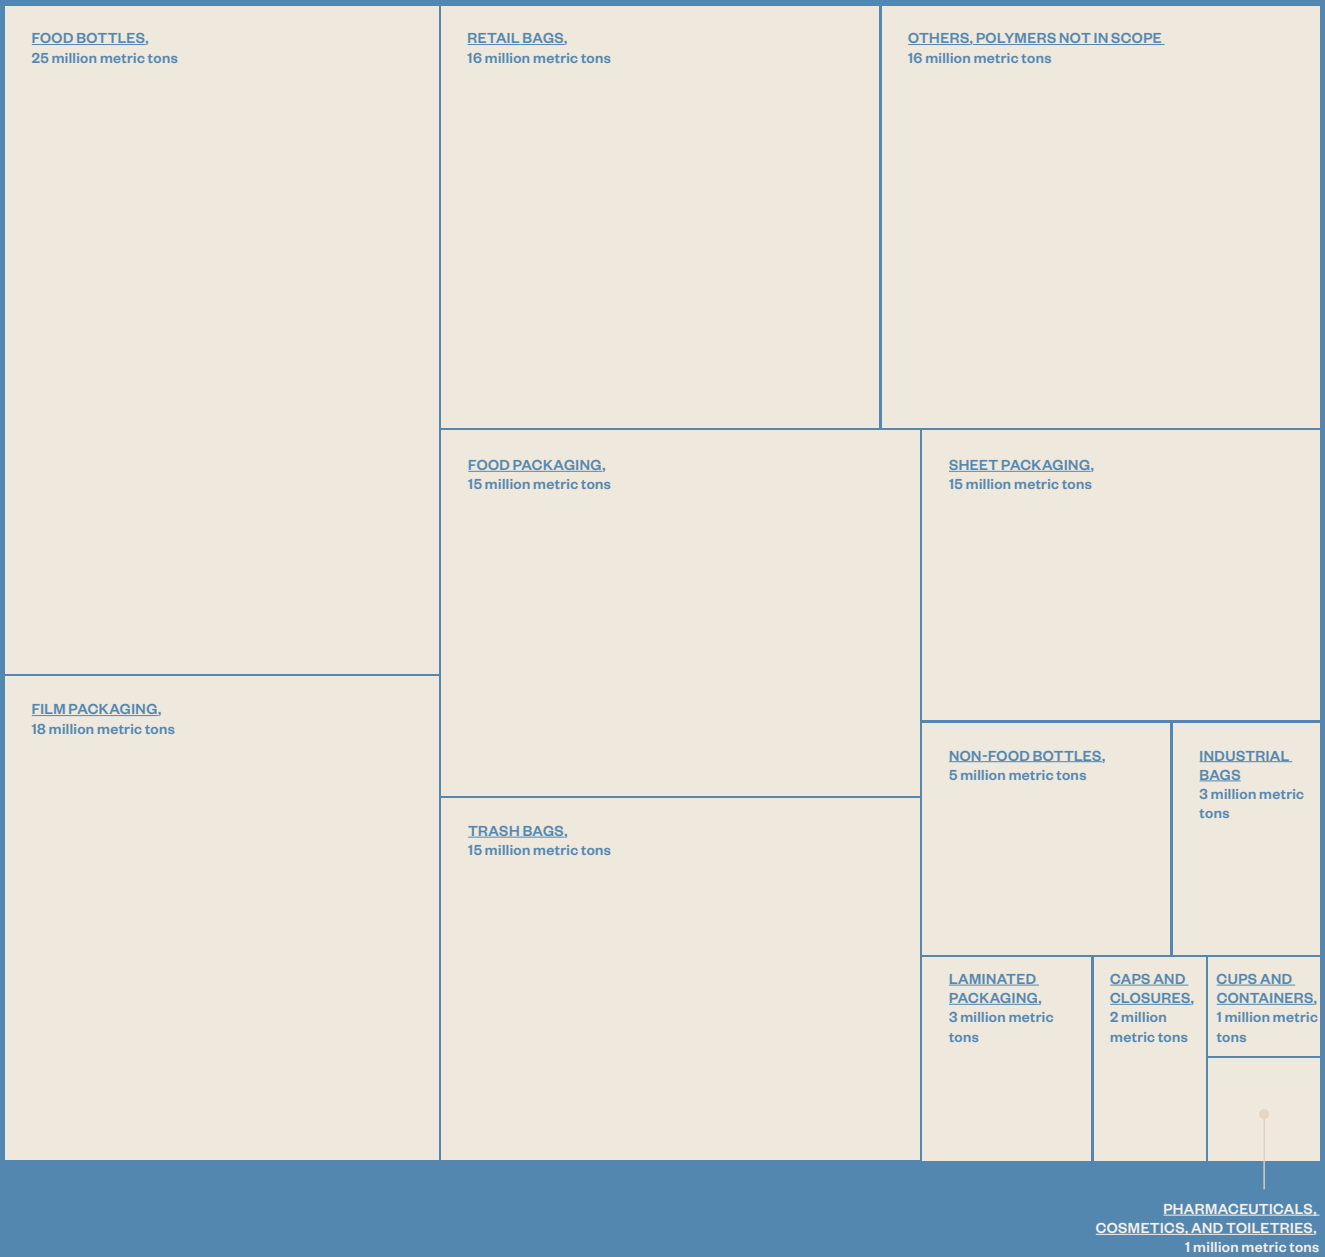 FOOD BOTTLES,
25 million metric tons
RETAIL BAGS,
16 million metric tons
OTHERS, POLYMERS NOT IN SCOPE
16 million metric tons
FOOD PACKAGING,
15 million metric tons
SHEET PACKAGING,
15 million metric tons
FILM PACKAGING,
18 million metric tons
NON-FOOD BOTTLES,
5 million metric tons
INDUSTRIAL
BAGS
3 million metric
tons
TRASH BAGS,
15 million metric tons
LAMINATED
PACKAGING,
3 million metric
tons
CAPS AND
CLOSURES,
2 million
metric tons
CUPS AND
CONTAINERS,
1 million metric
tons
PHARMACEUTICALS,
COSMETICS, AND TOILETRIES,
1 million metric tons